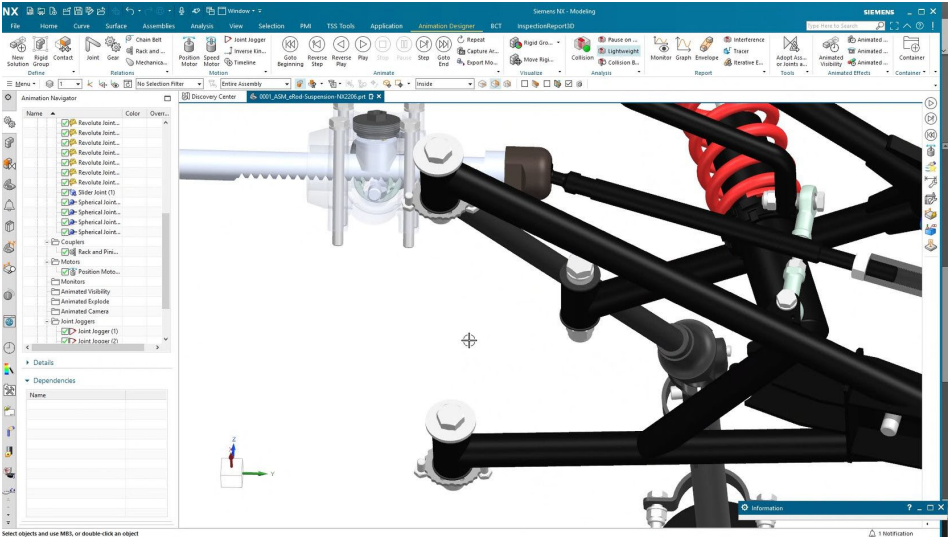 NX
Window
Siemens NX - Modeling
SIEMENS
File Home Curve Surface Assemblies Analysis View Selection PMI TSS Tools Application Animation Designer BCT InspectionReport3D
Type Here to Search
New Solution
Rigid Group
Contact
Joint
Gear
Chain Belt
Rack and ...
Mechanica...
Position Motor
Speed Motor
Joint Jogger
Inverse Kin...
Timeline
Goto Beginning
Reverse Step
Reverse Play
Play
Stop
Pause
Step
Goto End
Repeat
Capture Ar...
Export Mo...
Rigid Gro...
Move Rigi...
Collision
Pause on ...
Lightweight
Collision B...
Monitor
Graph
Envelope
Interference
Tracer
Iterative E...
Adopt Ass... or Joints a...
Animated Visibility
Animated ...
Animated ...
Animated ...
Container
Define Relations Motion Animate Visualize Analysis Report Tools Animated Effects Container
Menu
1
No Selection Filter
Entire Assembly
Inside
Animation Navigator
Discovery Center
0001_ASM_eRod-Suspension-NX2206.prt
Name Color Overr...
Revolute Joint...
Revolute Joint...
Revolute Joint...
Revolute Joint...
Revolute Joint...
Revolute Joint...
Revolute Joint...
Slider Joint (1)
Spherical Joint...
Spherical Joint...
Spherical Joint...
Spherical Joint...
Couplers
Rack and Pini...
Motors
Position Moto...
Monitors
Animated Visibility
Animated Explode
Animated Camera
Joint Joggers
Joint Jogger (1)
Joint Jogger (2)
Details
Dependencies
Name
Z
Y
Information
Select objects and use MB3, or double-click an object
1 Notification